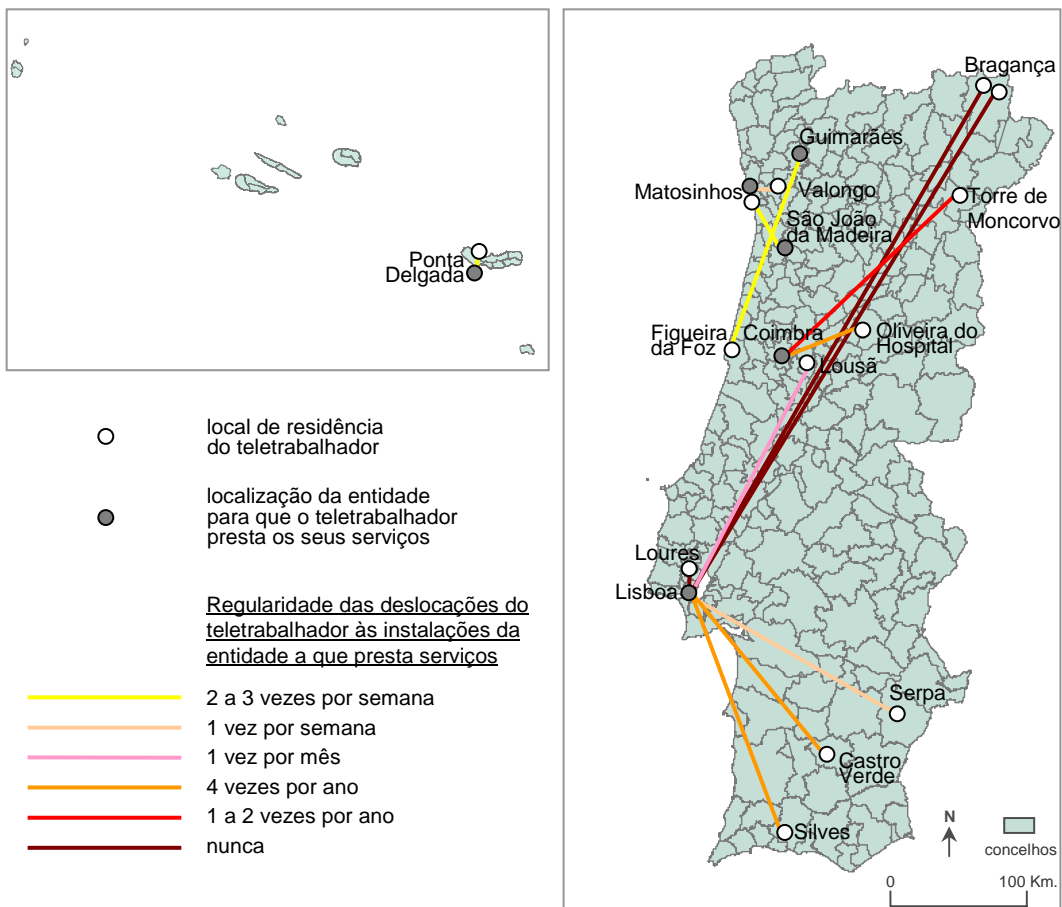 Ponta
Delgada
local de residência
do teletrabalhador
localização da entidade
para que o teletrabalhador
presta os seus serviços
Regularidade das deslocações do
teletrabalhador às instalações da
entidade a que presta serviços
2 a 3 vezes por semana
1 vez por semana
1 vez por mês
4 vezes por ano
1 a 2 vezes por ano
nunca
Bragança
Guimarães
Matosinhos
Valongo
Torre de
Moncorvo
São João
da Madeira
Figueira
da Foz
Coimbra
Oliveira do
Hospital
Lousã
Loures
Lisboa
Serpa
Castro
Verde
Silves
N
concelhos
0
100 Km.